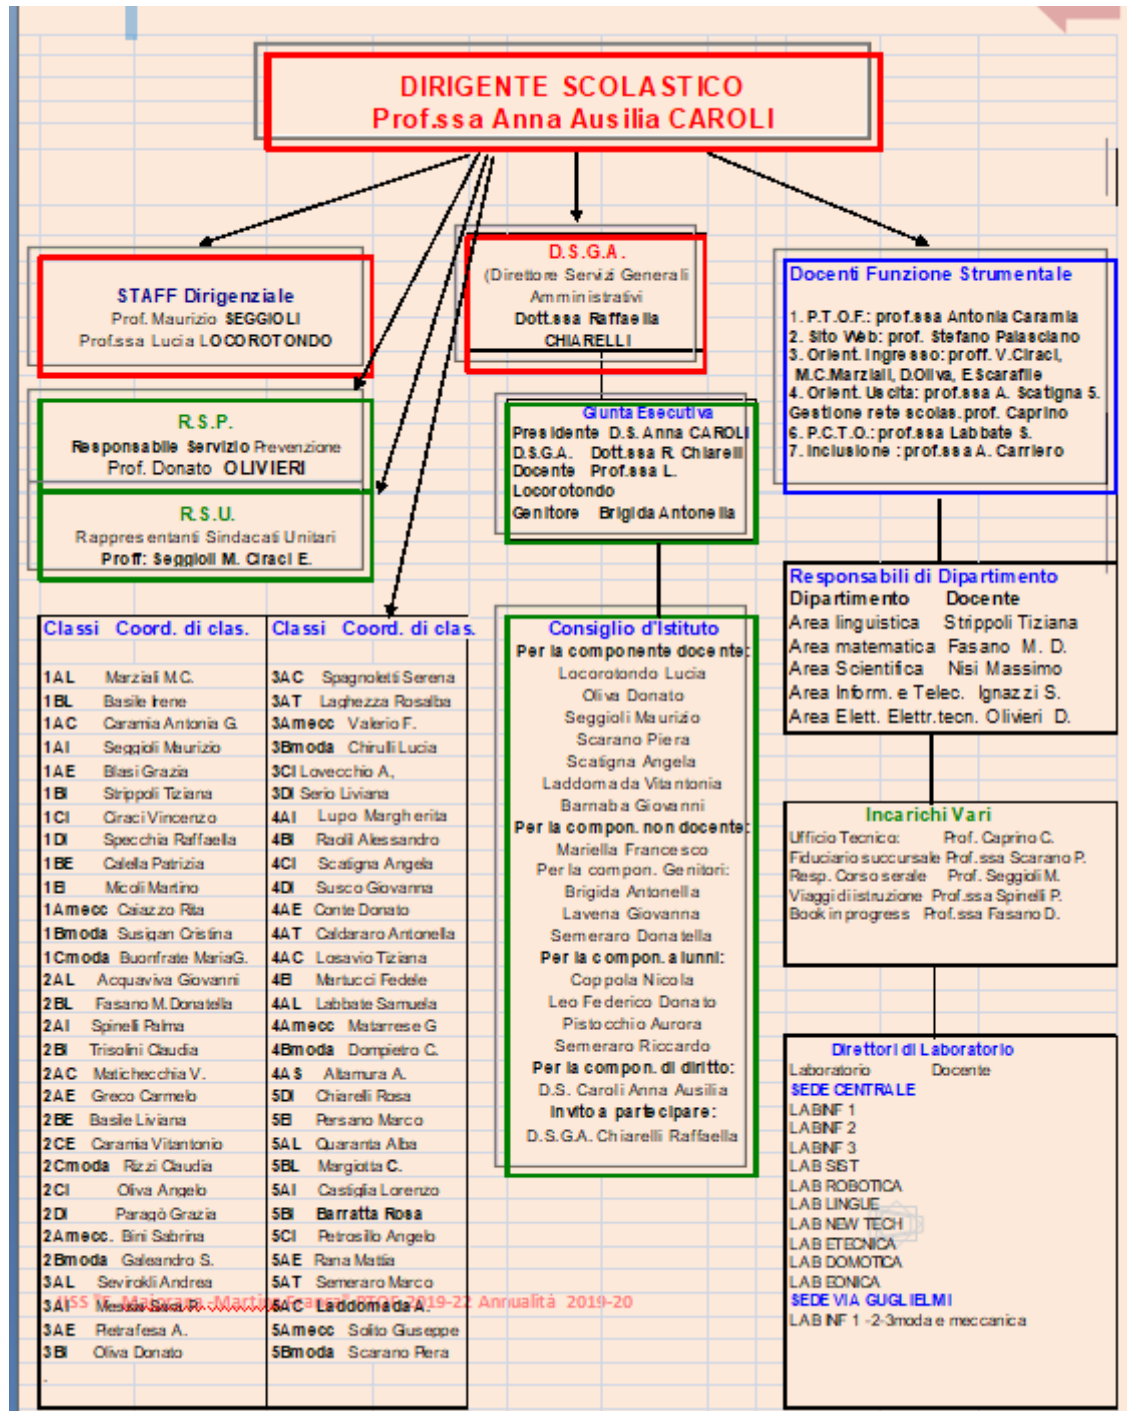 DIRIGENTE SCOLASTICO
Prof.ssa Anna Ausilia CAROLI
STAFF Dirigenziale
Prof. Maurizio SEGGIOLI
Prof.ssa Lucia LOCOROTONDO
R.S.P.
Responsabile Servizio Prevenzione
Prof. Donato OLIVIERI
R.S.U.
Rappresentanti Sindacati Unitari
Proff: Seggioli M. Ciraci E.
D.S.G.A.
(Direttore Servizi Generali
Amministrativi
Dott.ssa Raffaella
CHIARELLI
Giunta Esecutiva
Presidente D.S. Anna CAROLI
D.S.G.A. Dott.ssa R. Chiarelli
Docente Prof.ssa L.
Locorotondo
Genitore Brigida Antonella
Docenti Funzione Strumentale
1. P.T.O.F.: prof.ssa Antonia Caramia
2. Sito Web: prof. Stefano Palasciano
3. Orient. Ingresso: proff. V.Ciraci,
M.C.Marziali, D.Oliva, E.Scarafile
4. Orient. Uscita: prof.ssa A. Scatigna 5.
Gestione rete scolas.prof. Caprino
6. P.C.T.O.: prof.ssa Labbate S.
7. Inclusione : prof.ssa A. Carriero
Responsabili di Dipartimento
Dipartimento Docente
Area linguistica Strippoli Tiziana
Area matematica Fasano M. D.
Area Scientifica Nisi Massimo
Area Inform. e Telec. Ignazzi S.
Area Elett. Elettr.tecn. Olivieri D.
Classi Coord. di clas.
1AL Marziali M.C.
1BL Basile Irene
1AC Caramia Antonia G.
1AI Seggioli Maurizio
1AE Blasi Grazia
1BI Strippoli Tiziana
1CI Ciraci Vincenzo
1DI Specchia Raffaella
1BE Calella Patrizia
1EI Micoli Martino
1Amecc Caiazzo Rita
1Bmoda Susigan Cristina
1Cmoda Buonfrate MariaG.
2AL Acquaviva Giovanni
2BL Fasano M.Donatella
2AI Spinelli Palma
2BI Trisolini Claudia
2AC Matichecchia V.
2AE Greco Carmelo
2BE Basile Liviana
2CE Caramia Vitantonio
2Cmoda Rizzi Claudia
2CI Oliva Angelo
2DI Paragò Grazia
2Amecc. Bini Sabrina
2Bmoda Galeandro S.
3AL Sevirokli Andrea
3AI Messia Sara R.
3AE Pietrafesa A.
3BI Oliva Donato
.
Classi Coord. di clas.
3AC Spagnoletti Serena
3AT Laghezza Rosalba
3Amecc Valerio F.
3Bmoda Chirulli Lucia
3CI Lovecchio A,
3DI Serio Liviana
4AI Lupo Margherita
4BI Raoli Alessandro
4CI Scatigna Angela
4DI Susco Giovanna
4AE Conte Donato
4AT Caldararo Antonella
4AC Losavio Tiziana
4EI Martucci Fedele
4AL Labbate Samuela
4Amecc Matarrese G
4Bmoda Dompietro C.
4AS Altamura A.
5DI Chiarelli Rosa
5EI Persano Marco
5AL Quaranta Alba
5BL Margiotta C.
5AI Castiglia Lorenzo
5BI Barratta Rosa
5CI Petrosillo Angelo
5AE Rana Mattia
5AT Semeraro Marco
5AC Laddomada A.
5Amecc Solito Giuseppe
5Bmoda Scarano Piera
Consiglio d'Istituto
Per la componente docente:
Locorotondo Lucia
Oliva Donato
Seggioli Maurizio
Scarano Piera
Scatigna Angela
Laddomada Vitantonia
Barnaba Giovanni
Per la compon. non docente:
Mariella Francesco
Per la compon. Genitori:
Brigida Antonella
Lavena Giovanna
Semeraro Donatella
Per la compon. alunni:
Coppola Nicola
Leo Federico Donato
Pistocchio Aurora
Semeraro Riccardo
Per la compon. di diritto:
D.S. Caroli Anna Ausilia
Invito a partecipare:
D.S.G.A. Chiarelli Raffaella
Incarichi Vari
Ufficio Tecnico: Prof. Caprino C.
Fiduciario succursale Prof.ssa Scarano P.
Resp. Corso serale Prof. Seggioli M.
Viaggi di istruzione Prof.ssa Spinelli P.
Book in progress Prof.ssa Fasano D.
Direttori di Laboratorio
Laboratorio Docente
SEDE CENTRALE
LABINF 1
LABINF 2
LABINF 3
LAB SIST
LAB ROBOTICA
LAB LINGUE
LAB NEW TECH
LAB ETECNICA
LAB DOMOTICA
LAB EONICA
SEDE VIA GUGLIELMI
LAB INF 1 -2-3moda e meccanica
IISS "E. Majorana -Martina Franca" PTOF 2019-22 Annualità 2019-20